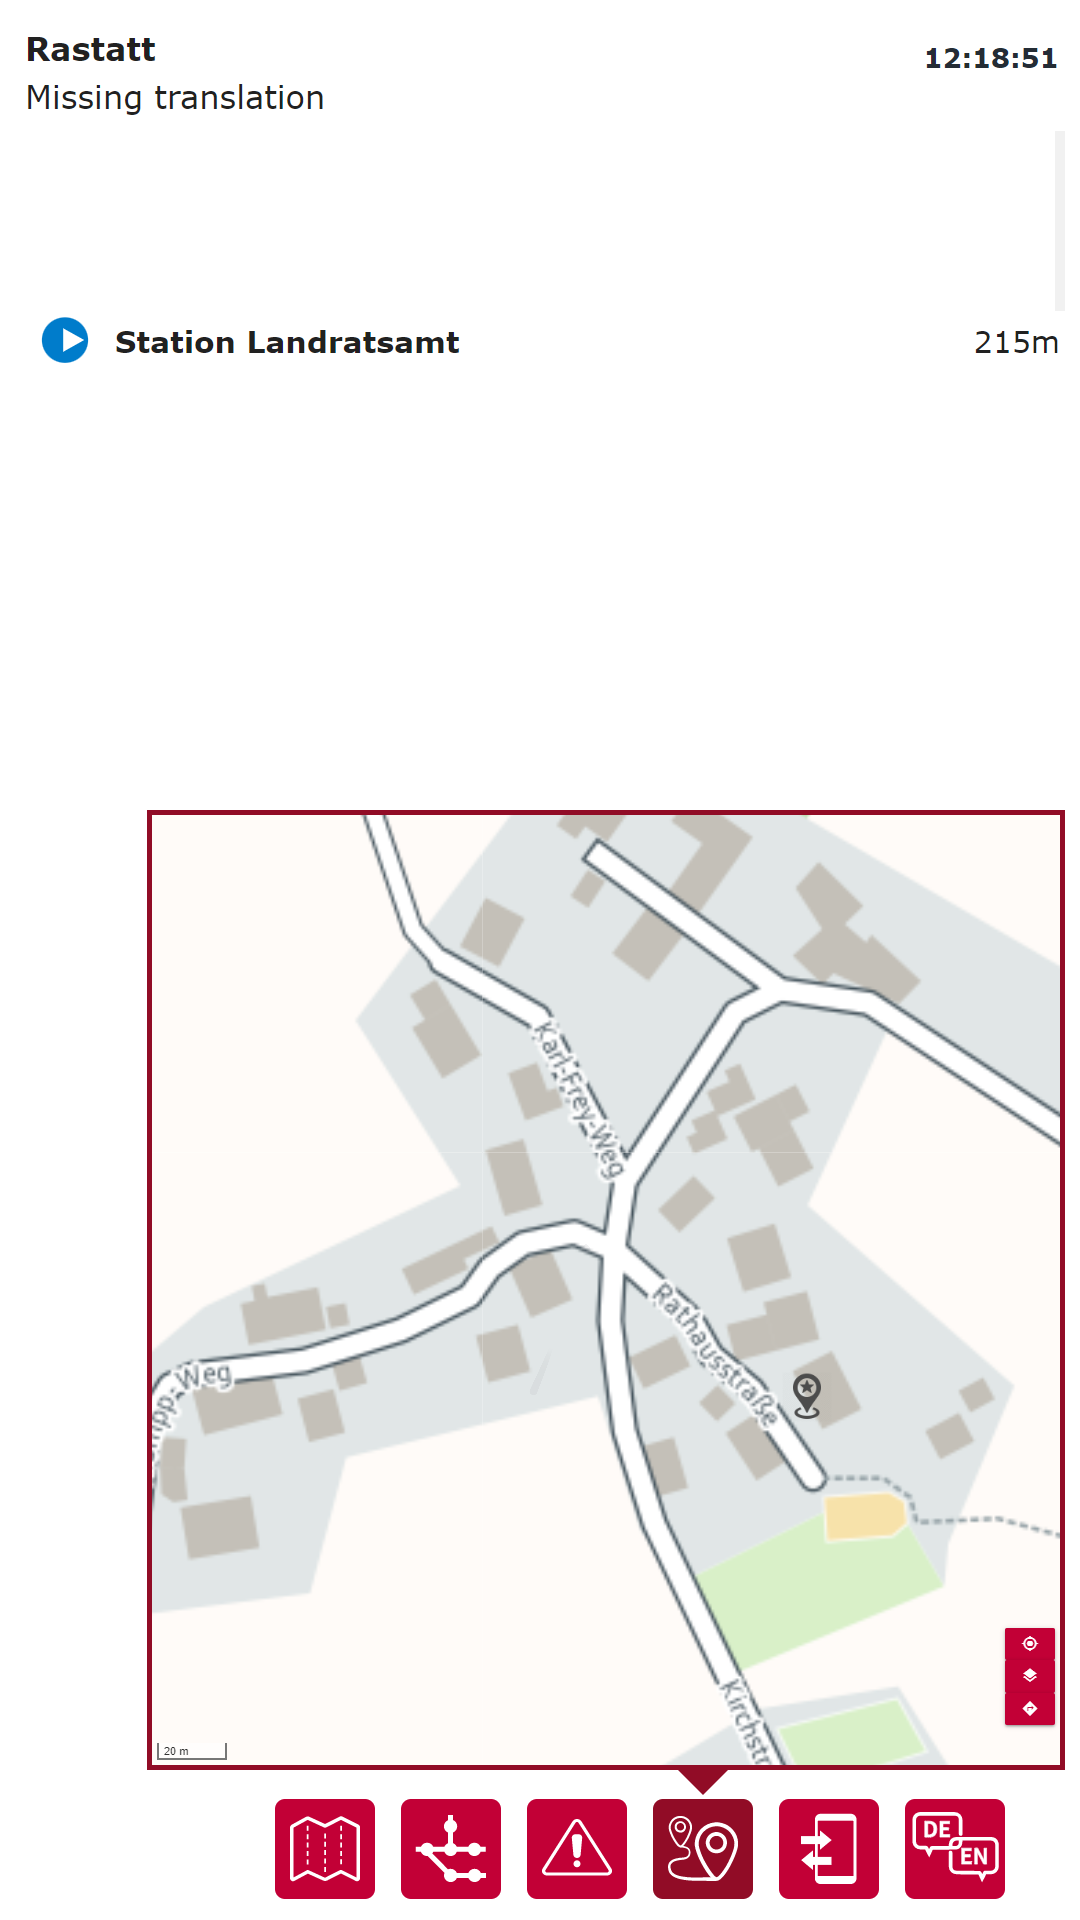 Rastatt
12:18:51
Missing translation
Station Landratsamt
215m
Karl-Frey-Weg
Rathausstraße
-Weg
Kirchstr
20 m
DE
EN